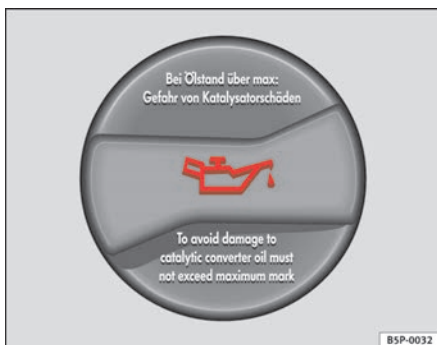 Bei Ölstand über max:
Gefahr von Katalysatorschäden
To avoid damage to
catalytic converter oil must
not exceed maximum mark
B5P-0032